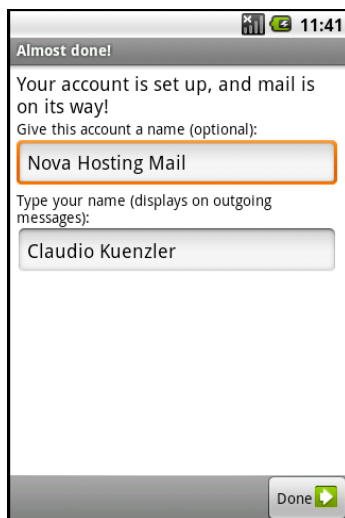 11:41
Almost done!
Your account is set up, and mail is
on its way!
Give this account a name (optional):
Nova Hosting Mail
Type your name (displays on outgoing
messages):
Claudio Kuenzler
Done